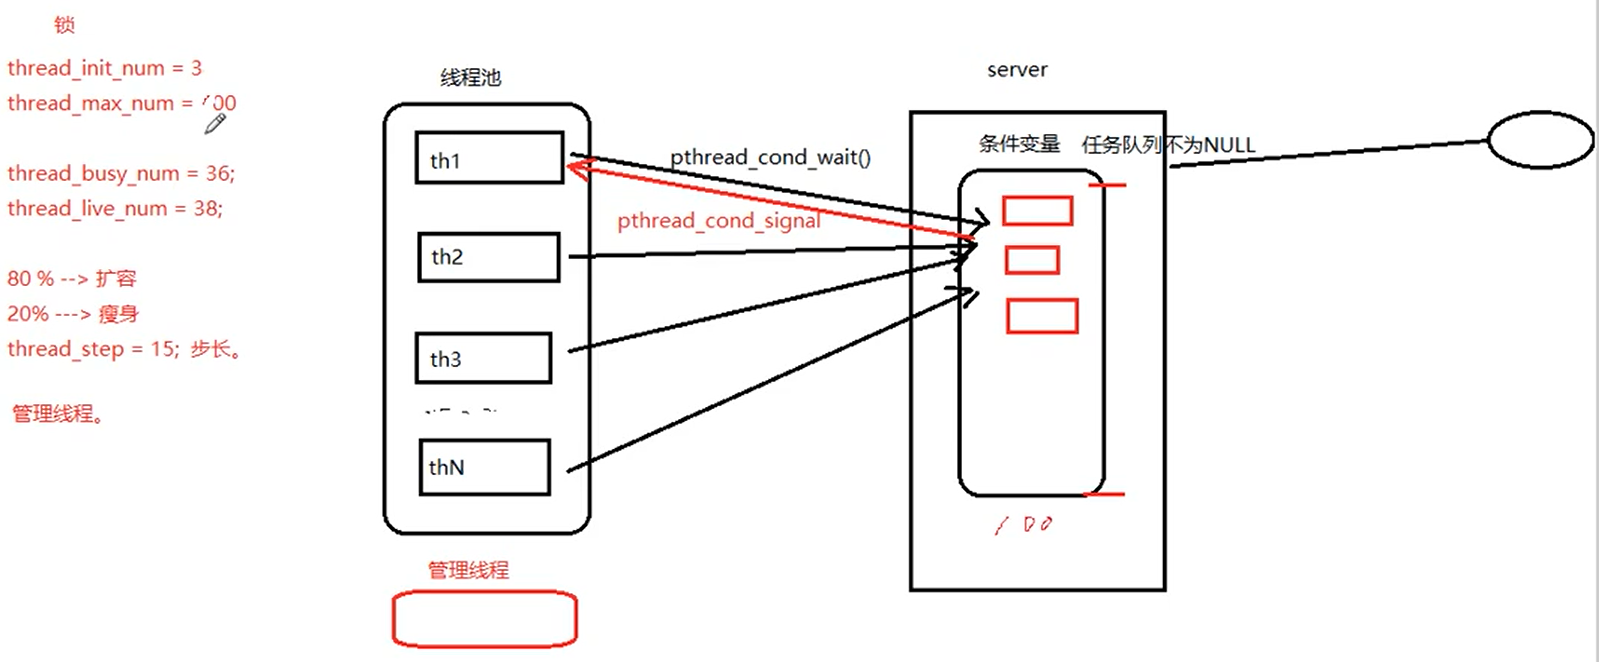 锁
thread_init_num = 3
thread_max_num = 100
thread_busy_num = 36;
thread_live_num = 38;
80 % --> 扩容
20% ---> 瘦身
thread_step = 15; 步长。
管理线程。
线程池
th1
th2
th3
thN
管理线程
pthread_cond_wait()
pthread_cond_signal
server
条件变量 任务队列不为NULL
100